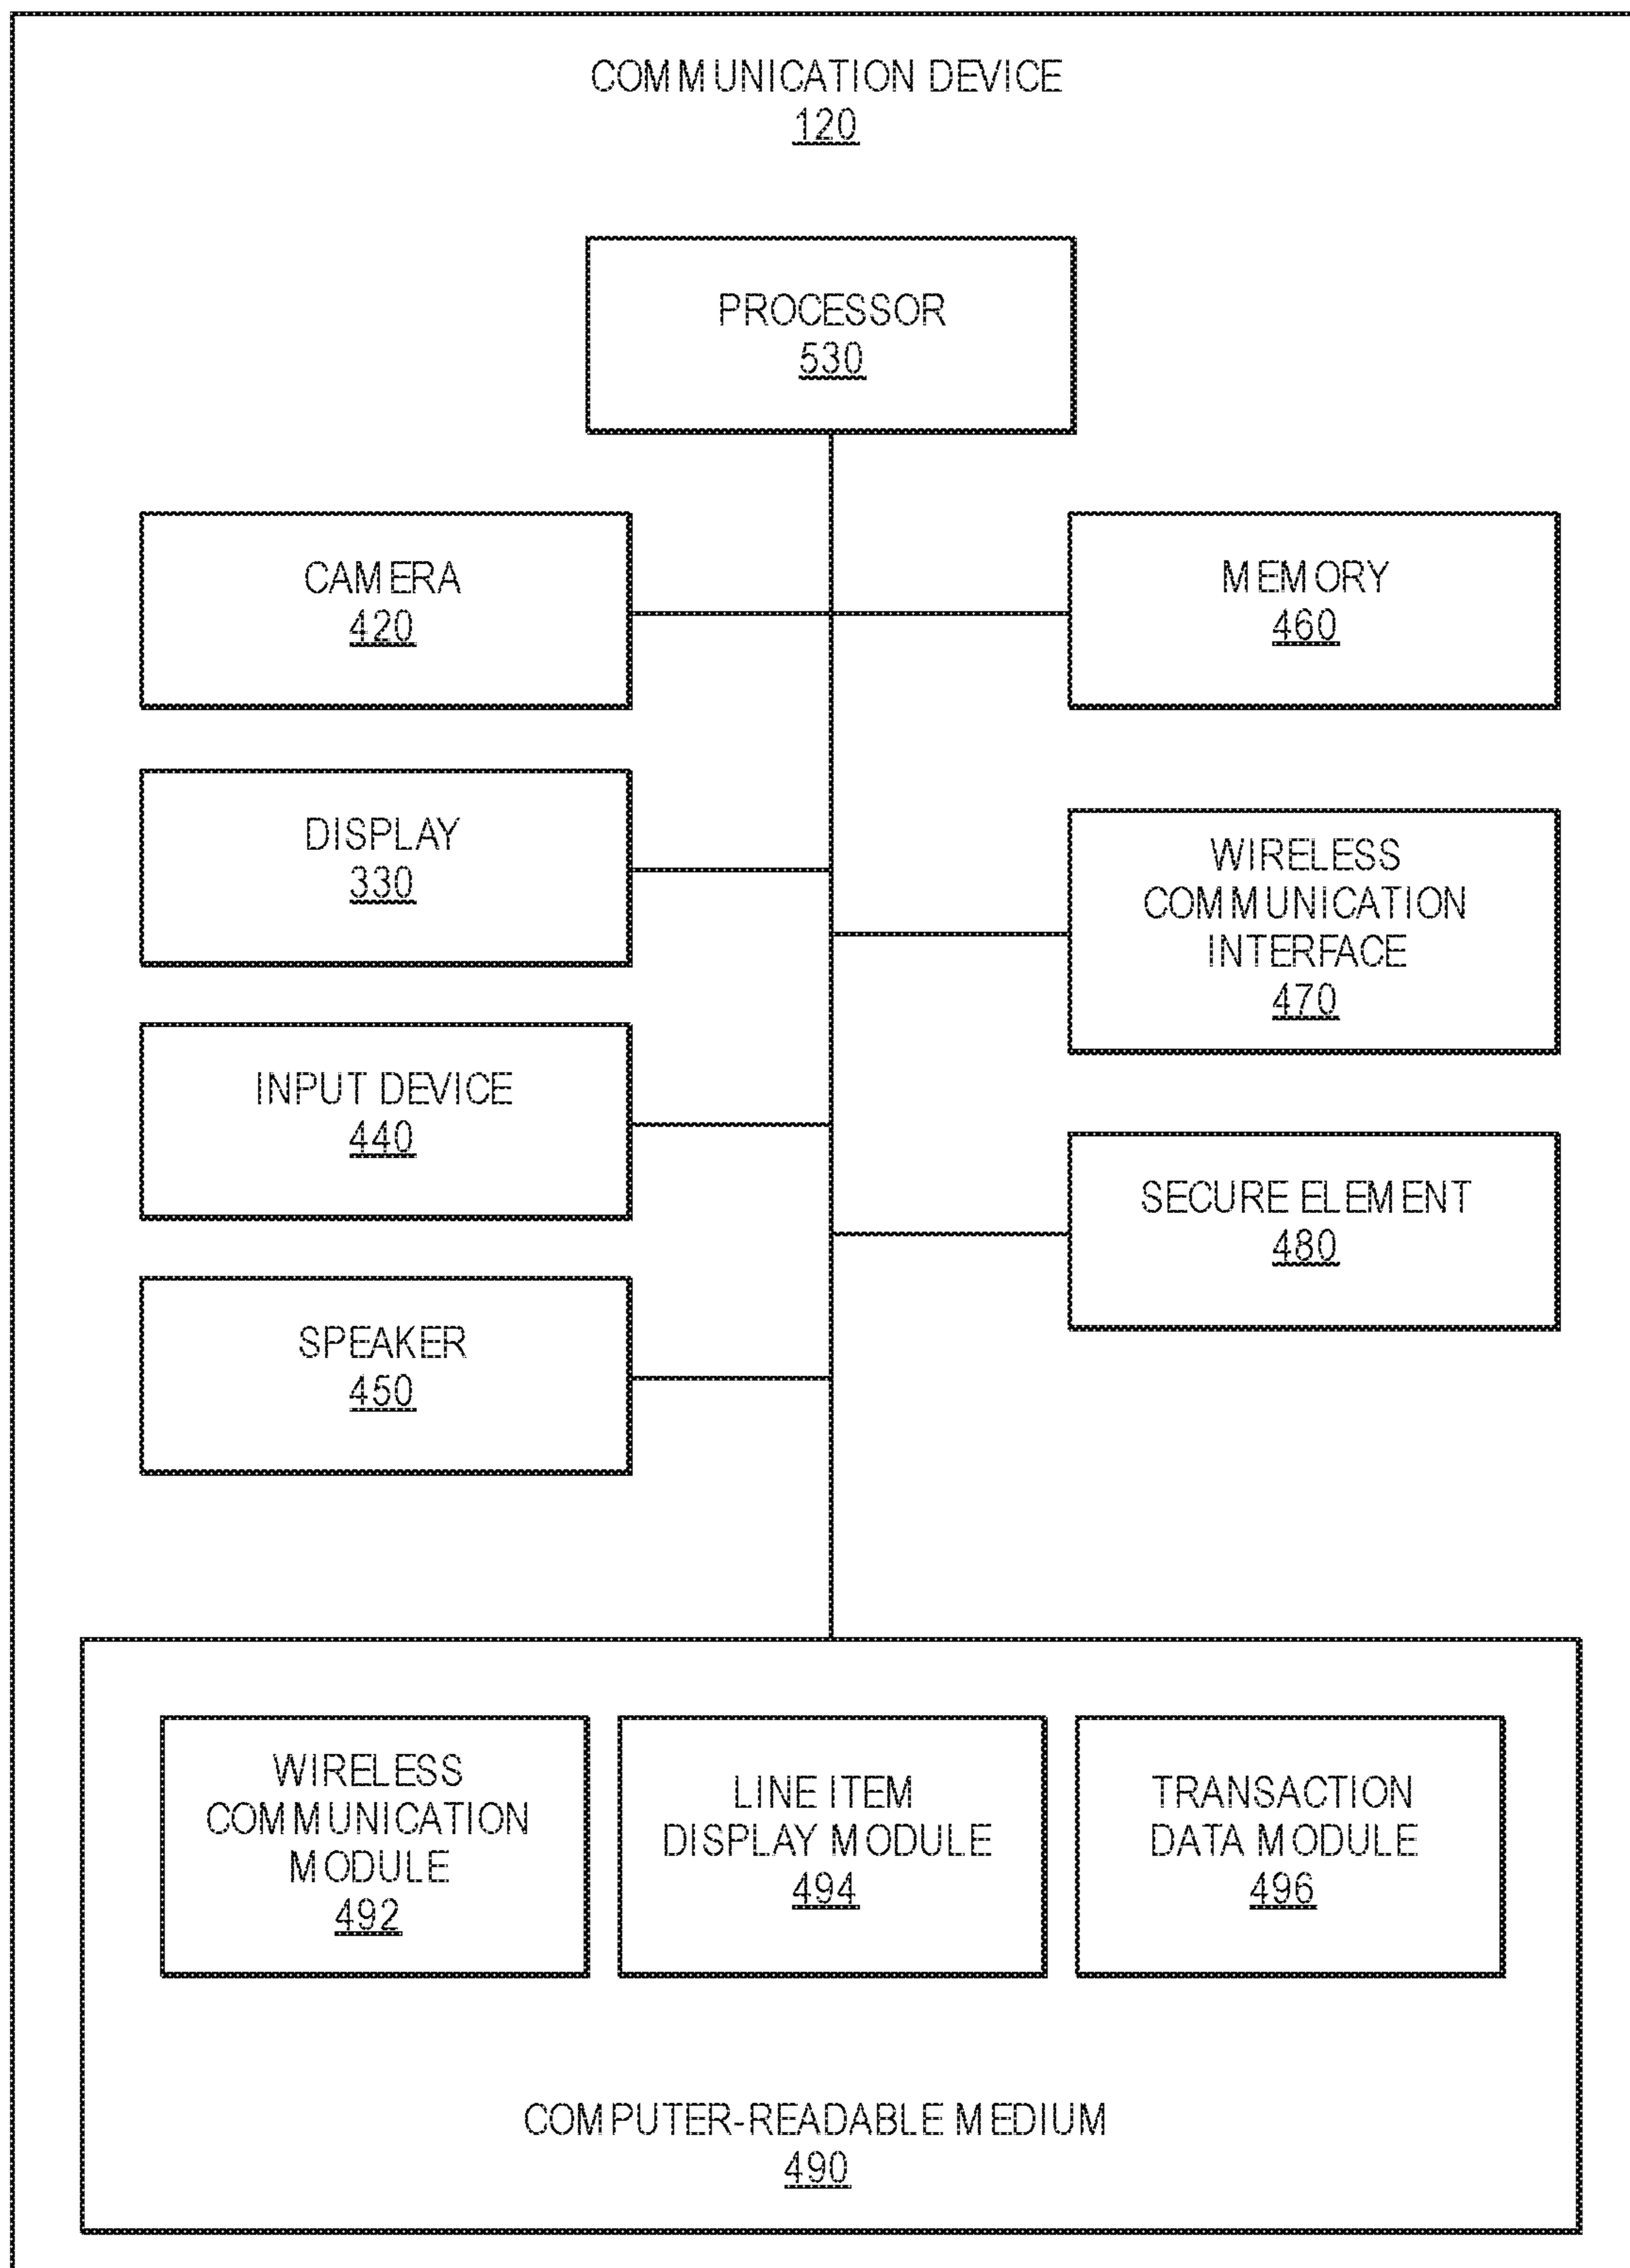 COMMUNICATION DEVICE
120
PROCESSOR
530
CAMERA
420
MEMORY
460
DISPLAY
330
WIRELESS
COMMUNICATION
INTERFACE
470
INPUT DEVICE
440
SECURE ELEMENT
480
SPEAKER
450
WIRELESS
COMMUNICATION
MODULE
492
LINE ITEM
DISPLAY MODULE
494
TRANSACTION
DATA MODULE
496
COMPUTER-READABLE MEDIUM
490